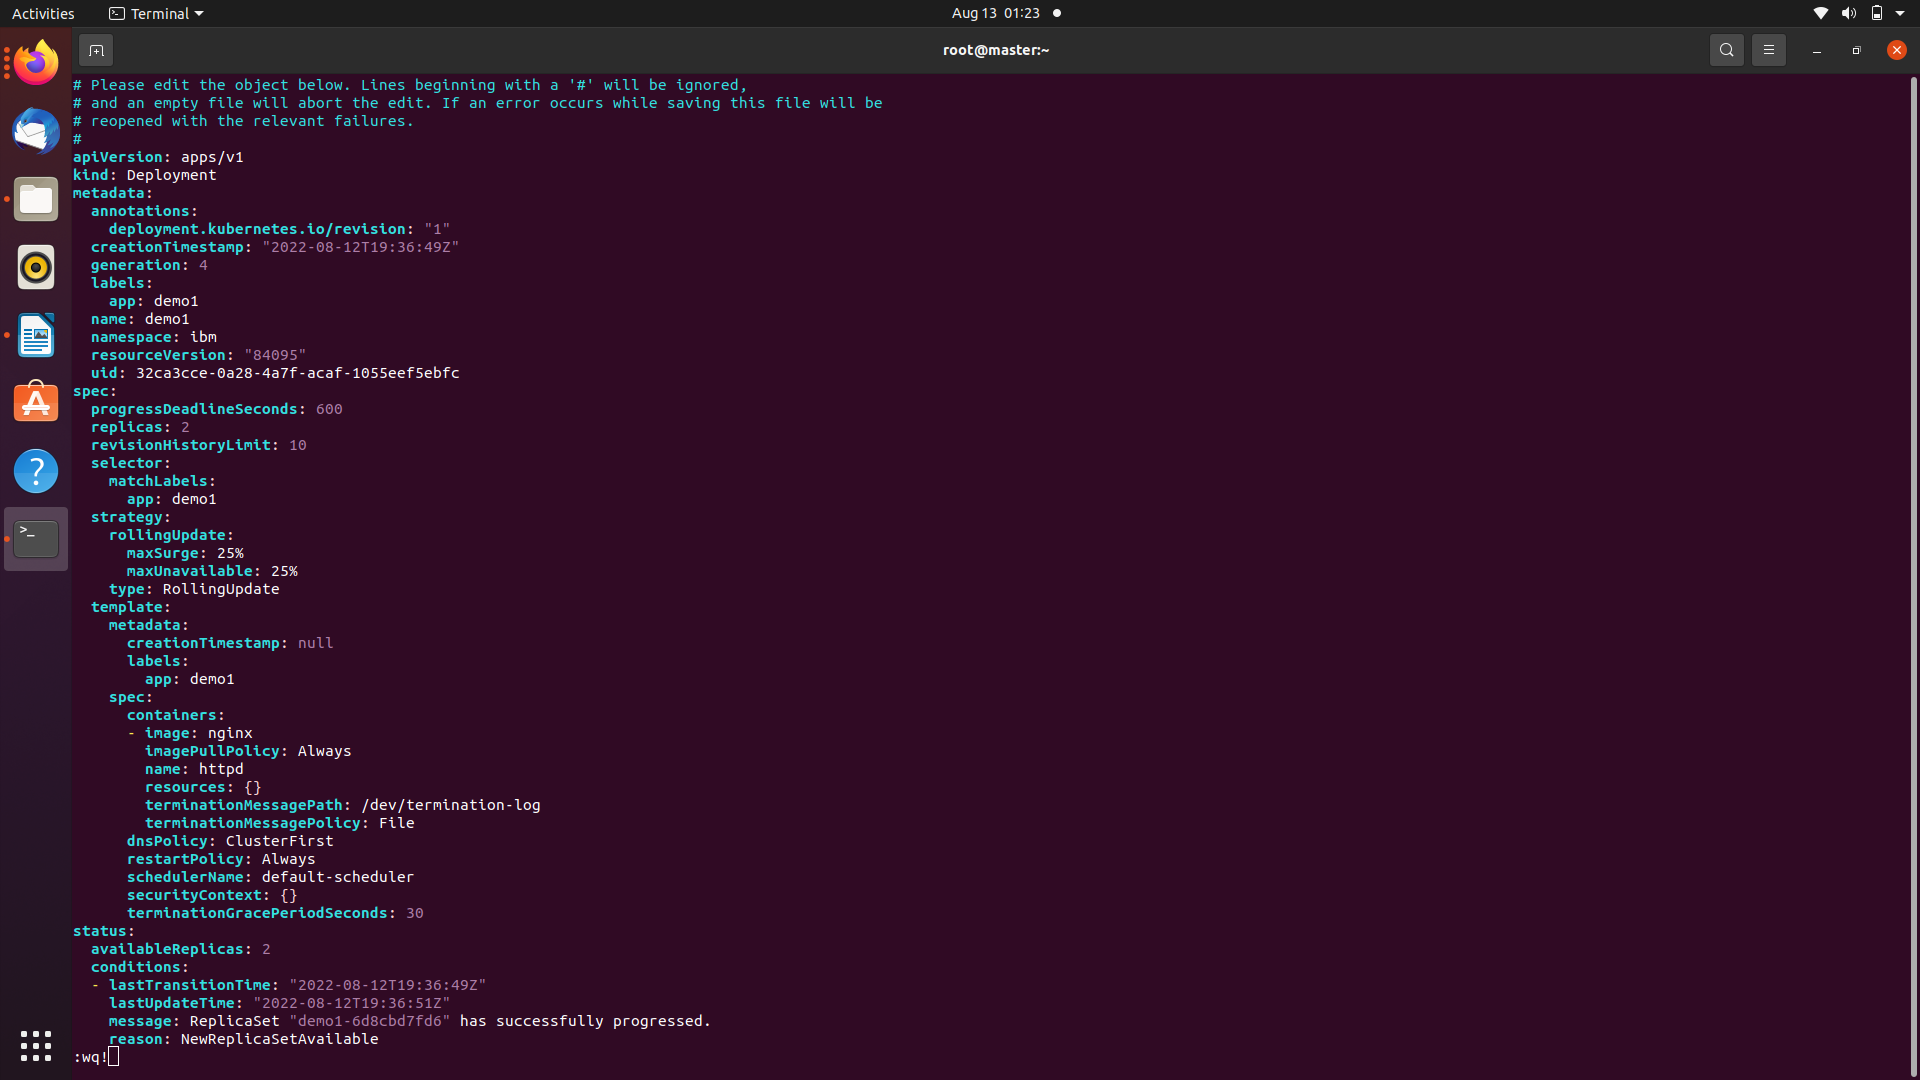 Activities
Terminal
Aug 13 01:23
root@master:~
# Please edit the object below. Lines beginning with a '#' will be ignored,
# and an empty file will abort the edit. If an error occurs while saving this file will be
# reopened with the relevant failures.
#
apiVersion: apps/v1
kind: Deployment
metadata:
  annotations:
    deployment.kubernetes.io/revision: "1"
  creationTimestamp: "2022-08-12T19:36:49Z"
  generation: 4
  labels:
    app: demo1
  name: demo1
  namespace: ibm
  resourceVersion: "84095"
  uid: 32ca3cce-0a28-4a7f-acaf-1055eef5ebfc
spec:
  progressDeadlineSeconds: 600
  replicas: 2
  revisionHistoryLimit: 10
  selector:
    matchLabels:
      app: demo1
  strategy:
    rollingUpdate:
      maxSurge: 25%
      maxUnavailable: 25%
    type: RollingUpdate
  template:
    metadata:
      creationTimestamp: null
      labels:
        app: demo1
    spec:
      containers:
      - image: nginx
        imagePullPolicy: Always
        name: httpd
        resources: {}
        terminationMessagePath: /dev/termination-log
        terminationMessagePolicy: File
      dnsPolicy: ClusterFirst
      restartPolicy: Always
      schedulerName: default-scheduler
      securityContext: {}
      terminationGracePeriodSeconds: 30
status:
  availableReplicas: 2
  conditions:
  - lastTransitionTime: "2022-08-12T19:36:49Z"
    lastUpdateTime: "2022-08-12T19:36:51Z"
    message: ReplicaSet "demo1-6d8cbd7fd6" has successfully progressed.
    reason: NewReplicaSetAvailable
:wq!